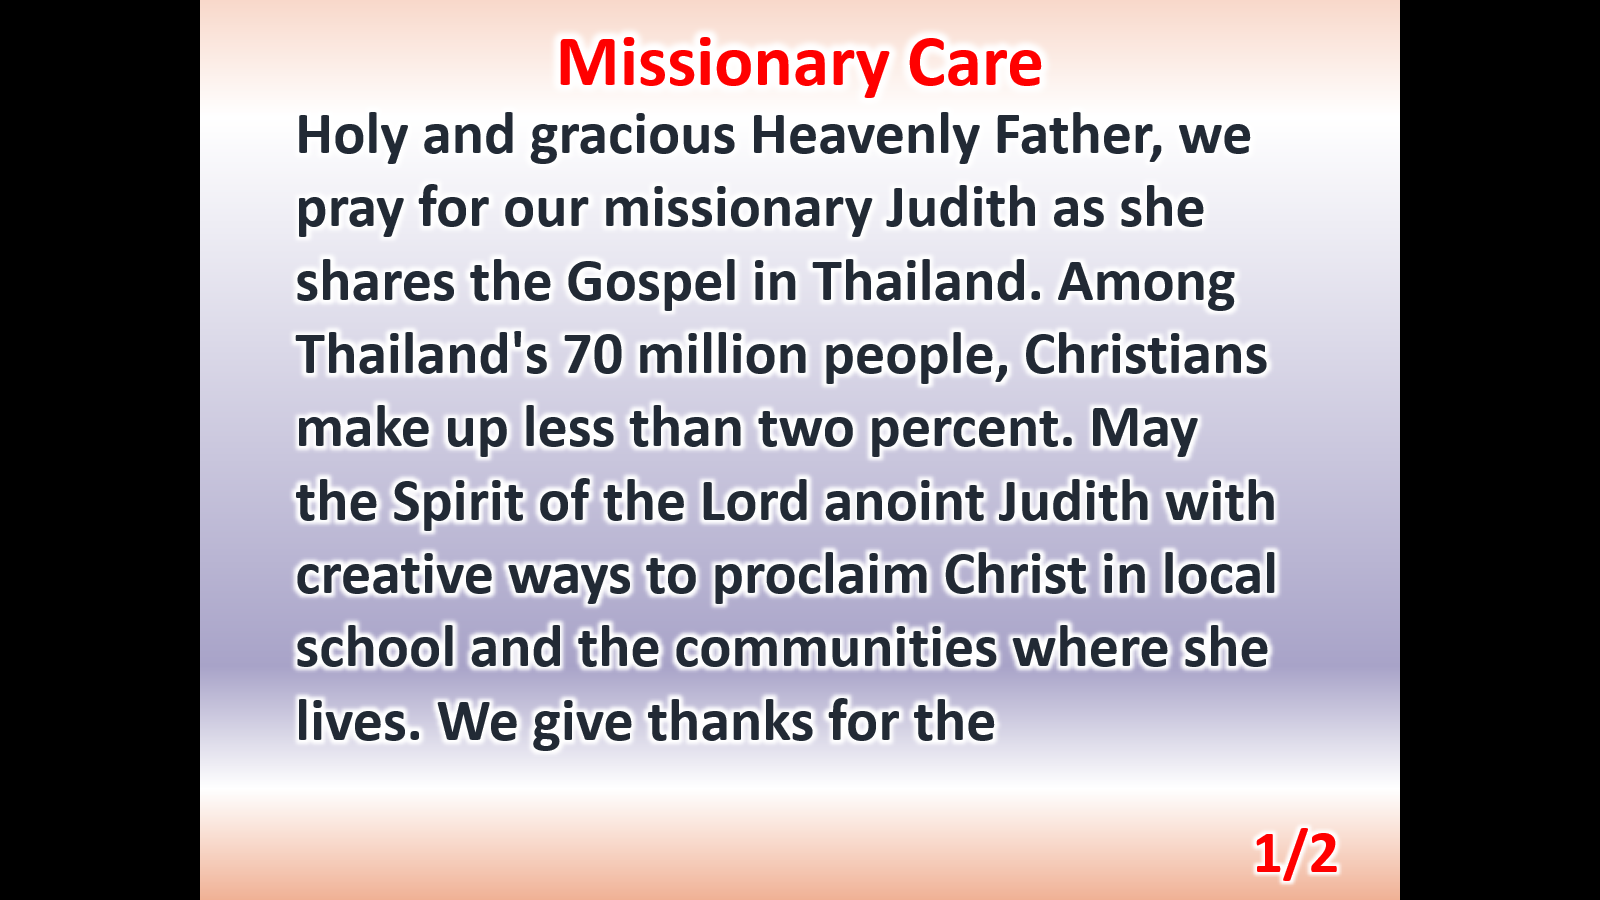 Missionary Care
Holy and gracious Heavenly Father, we
pray for our missionary Judith as she
shares the Gospel in Thailand. Among
Thailand's 70 million people, Christians
make up less than two percent. May
the Spirit of the Lord anoint Judith with
creative ways to proclaim Christ in local
school and the communities where she
lives. We give thanks for the
1/2